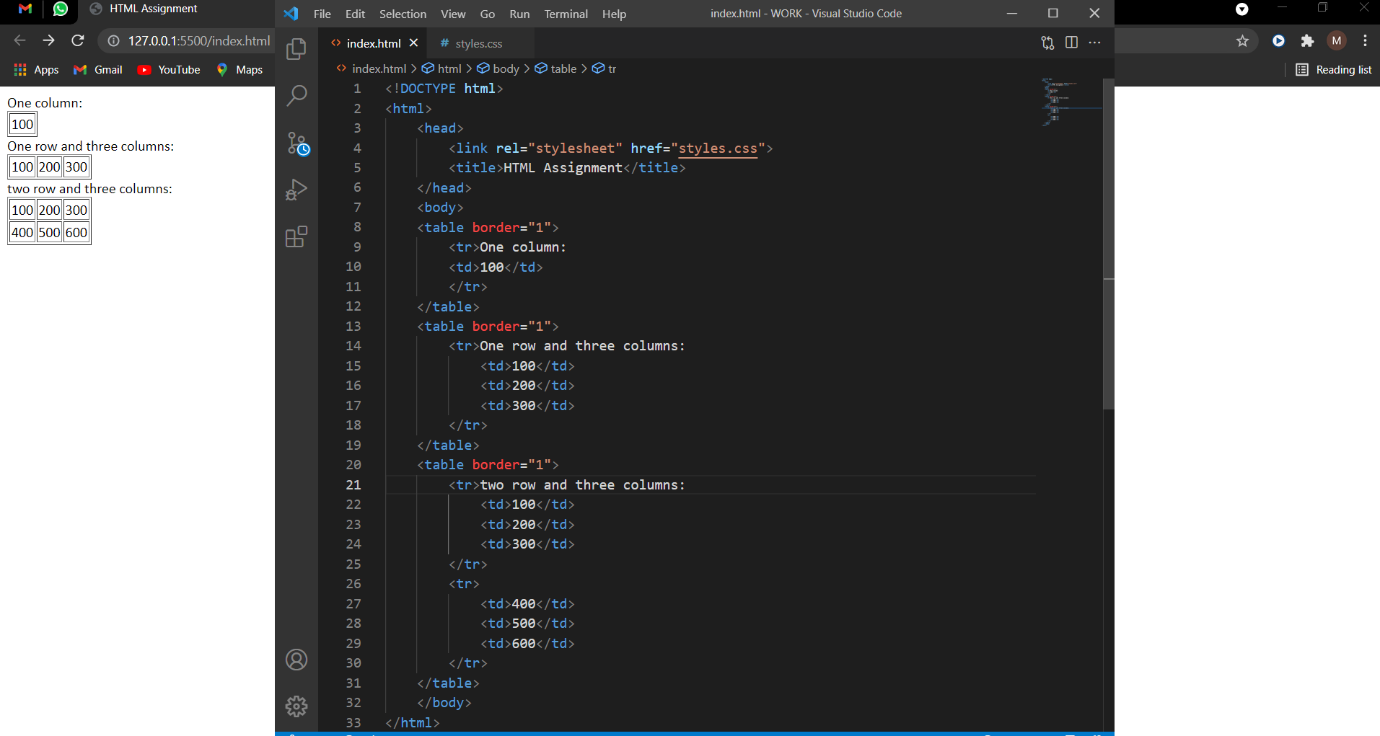 HTML Assignment
127.0.0.1:5500/index.html
Apps Gmail YouTube Maps
One column:
100
One row and three columns:
100 200 300
two row and three columns:
100 200 300
400 500 600
File Edit Selection View Go Run Terminal Help index.html - WORK - Visual Studio Code
index.html # styles.css
index.html > html > body > table > tr
1 <!DOCTYPE html>
2 <html>
3 <head>
4 <link rel="stylesheet" href="styles.css">
5 <title>HTML Assignment</title>
6 </head>
7 <body>
8 <table border="1">
9 <tr>One column:
10 <td>100</td>
11 </tr>
12 </table>
13 <table border="1">
14 <tr>One row and three columns:
15 <td>100</td>
16 <td>200</td>
17 <td>300</td>
18 </tr>
19 </table>
20 <table border="1">
21 <tr>two row and three columns:
22 <td>100</td>
23 <td>200</td>
24 <td>300</td>
25 </tr>
26 <tr>
27 <td>400</td>
28 <td>500</td>
29 <td>600</td>
30 </tr>
31 </table>
32 </body>
33 </html>
M
Reading list